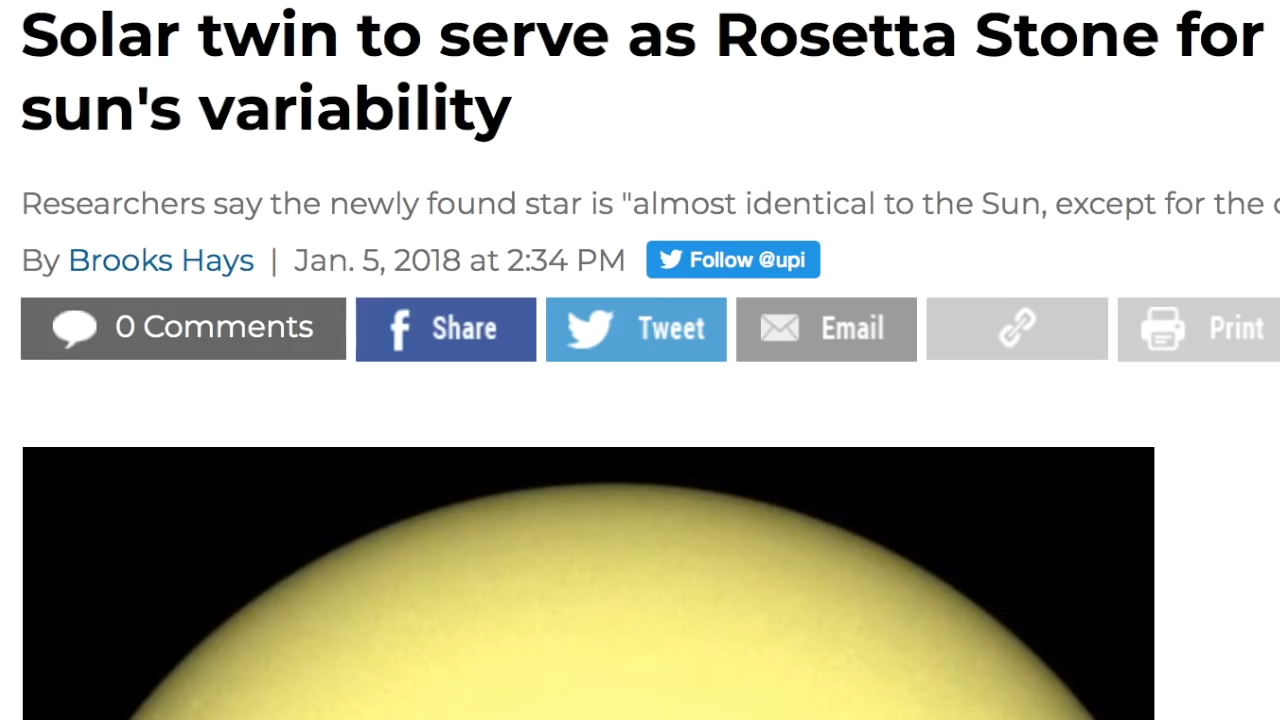 Solar twin to serve as Rosetta Stone for
sun's variability
Researchers say the newly found star is "almost identical to the Sun, except for the
By Brooks Hays | Jan. 5, 2018 at 2:34 PM Follow @upi
0 Comments Share Tweet Email Print